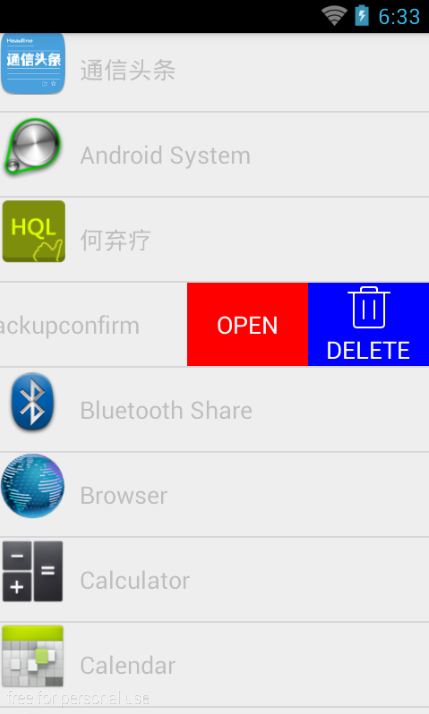 6:33
Headline
通信头条
通信头条
Android System
HQL
何弃疗
ackupconfirm
OPEN
DELETE
Bluetooth Share
Browser
Calculator
Calendar
free for personal use